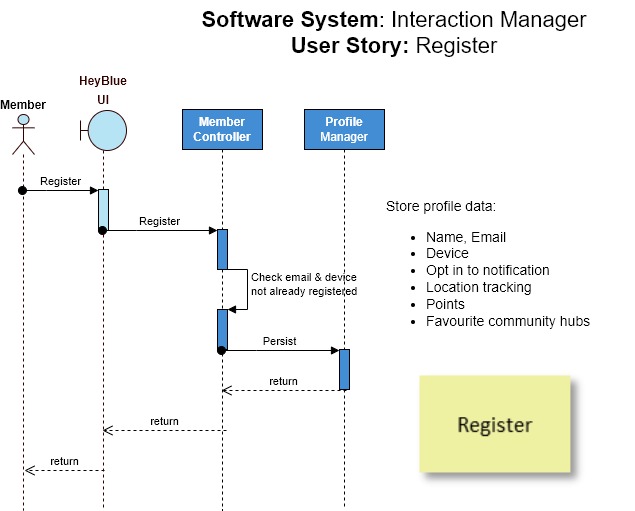 Software System: Interaction Manager
User Story: Register
HeyBlue
UI
Member
Member
Controller
Profile
Manager
Register
Register
Check email & device
not already registered
Persist
return
return
return
Store profile data:
• Name, Email
• Device
• Opt in to notification
• Location tracking
• Points
• Favourite community hubs
Register